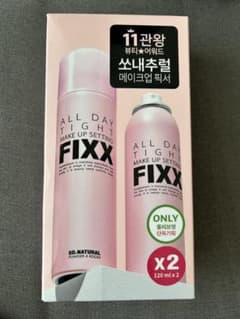 11관왕
뷰티★어워드
쏘내추럴
메이크업 픽서
ALL DAY
TIGHT
MAKE UP SETTING
FIXX
SO.NATURAL
ALL DAY
TIGHT
MAKE UP SETTING
FIXX
ONLY
올리브영
단독기획
x2
120 ml x 2